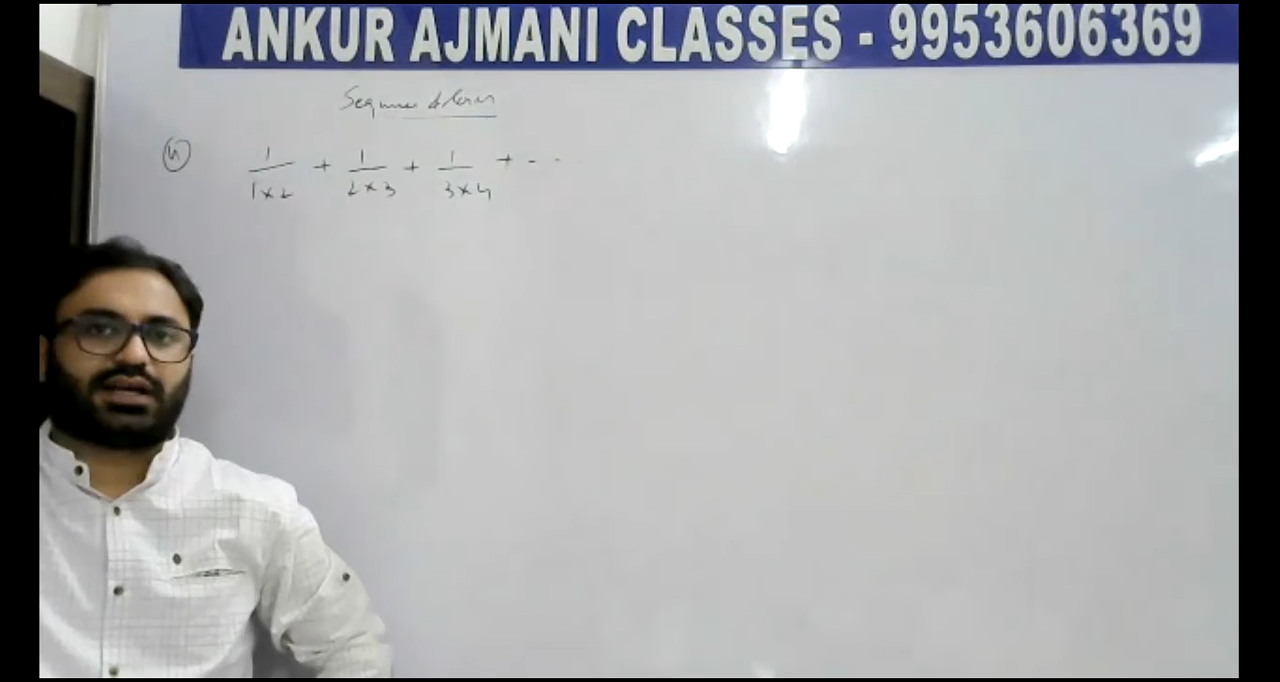 ANKUR AJMANI CLASSES - 9953606369
Sequence & Series
④ 1/(1×2) + 1/(2×3) + 1/(3×4) + - - -